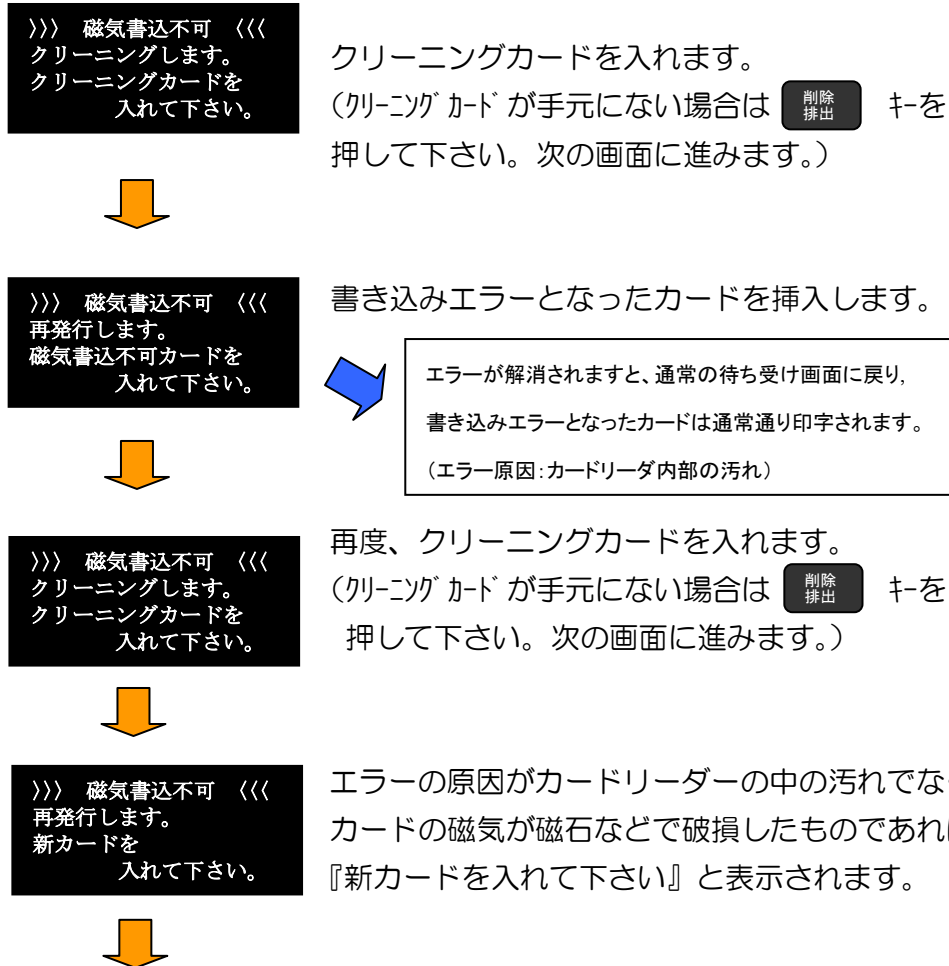 》〉 磁気書込不可 〈《
クリーニングします。
クリーニングカードを
入れて下さい。
クリーニングカードを入れます。
(ｸﾘｰﾆﾝｸﾞｶｰﾄﾞが手元にない場合は 削除 排出 ｷｰを
押して下さい。次の画面に進みます。)
〉〉〉 磁気書込不可 〈〈〈
再発行します。
磁気書込不可カードを
入れて下さい。
書き込みエラーとなったカードを挿入します。
エラーが解消されますと、通常の待ち受け画面に戻り,
書き込みエラーとなったカードは通常通り印字されます。
(エラー原因:カードリーダ内部の汚れ)
〉〉〉 磁気書込不可 〈〈〈
クリーニングします。
クリーニングカードを
入れて下さい。
再度、クリーニングカードを入れます。
(ｸﾘｰﾆﾝｸﾞｶｰﾄﾞが手元にない場合は 削除 排出 ｷｰを
押して下さい。次の画面に進みます。)
〉〉〉 磁気書込不可 〈〈〈
再発行します。
新カードを
入れて下さい。
エラーの原因がカードリーダーの中の汚れでな
カードの磁気が磁石などで破損したものであれ
『新カードを入れて下さい』と表示されます。